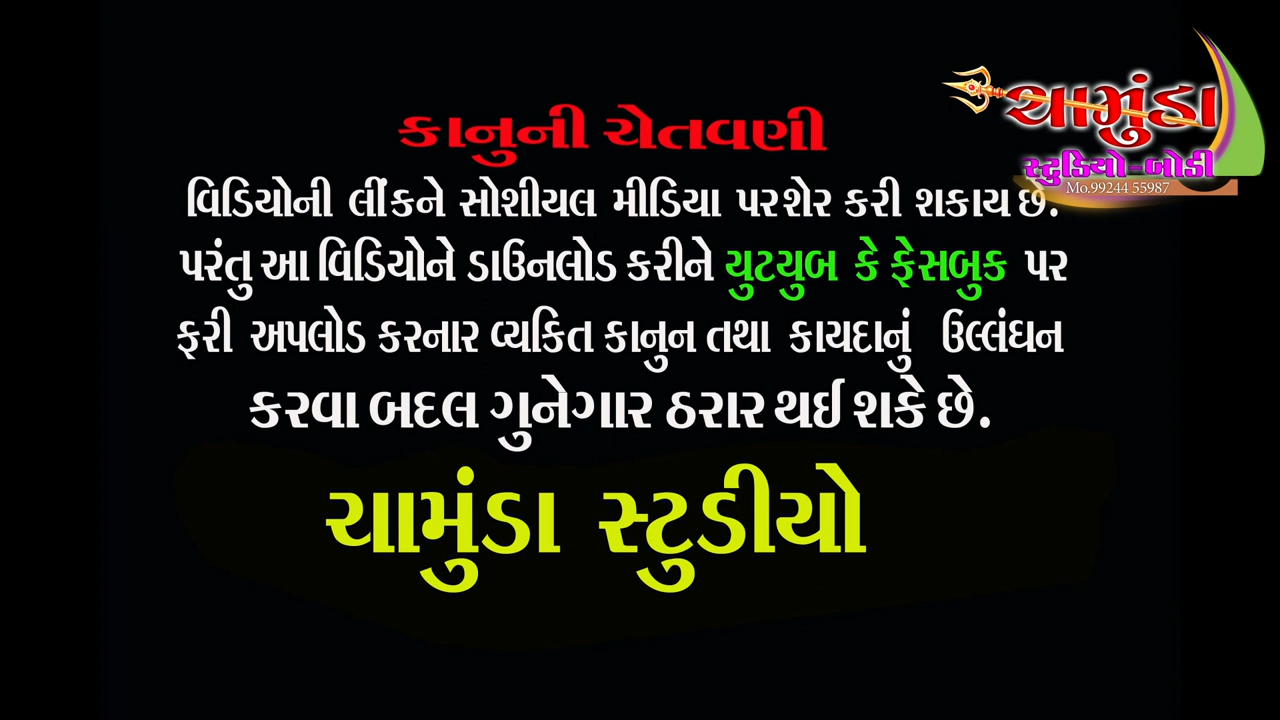 ચામુંડા
સ્ટુડિયો-બોડી
Mo.99244 55987
કાનુની ચેતવણી
વિડિયોની લીંકને સોશીયલ મીડિયા પરશેર કરી શકાય છે.
પરંતુ આ વિડિયોને ડાઉનલોડ કરીને યુટયુબ કે ફેસબુક પર
ફરી અપલોડ કરનાર વ્યકિત કાનુન તથા કાયદાનું ઉલ્લંઘન
કરવા બદલ ગુનેગાર ઠરાર થઈ શકે છે.
ચામુંડા સ્ટુડીયો